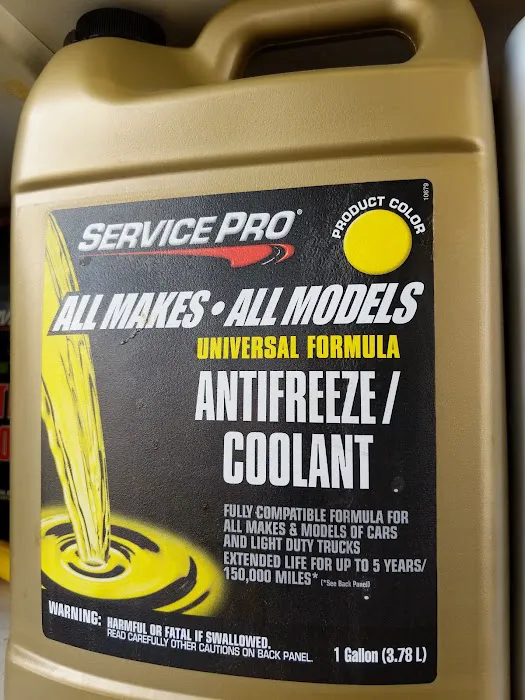 10679
PRODUCT COLOR
SERVICE PRO®
ALL MAKES • ALL MODELS
UNIVERSAL FORMULA
ANTIFREEZE/
COOLANT
FULLY COMPATIBLE FORMULA FOR
ALL MAKES & MODELS OF CARS
AND LIGHT DUTY TRUCKS
EXTENDED LIFE FOR UP TO 5 YEARS/
150,000 MILES* (*See Back Panel)
WARNING: HARMFUL OR FATAL IF SWALLOWED.
READ CAREFULLY OTHER CAUTIONS ON BACK PANEL.
1 Gallon (3.78 L)